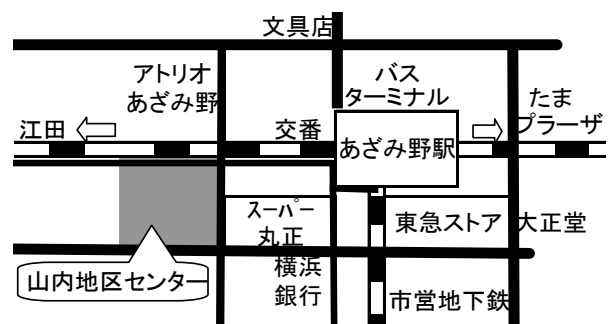 文具店
アトリオ
あざみ野
バス
ターミナル
たま
プラーザ
江田
交番
あざみ野駅
スーパー
丸正
横浜
銀行
東急ストア
大正堂
山内地区センター
市営地下鉄